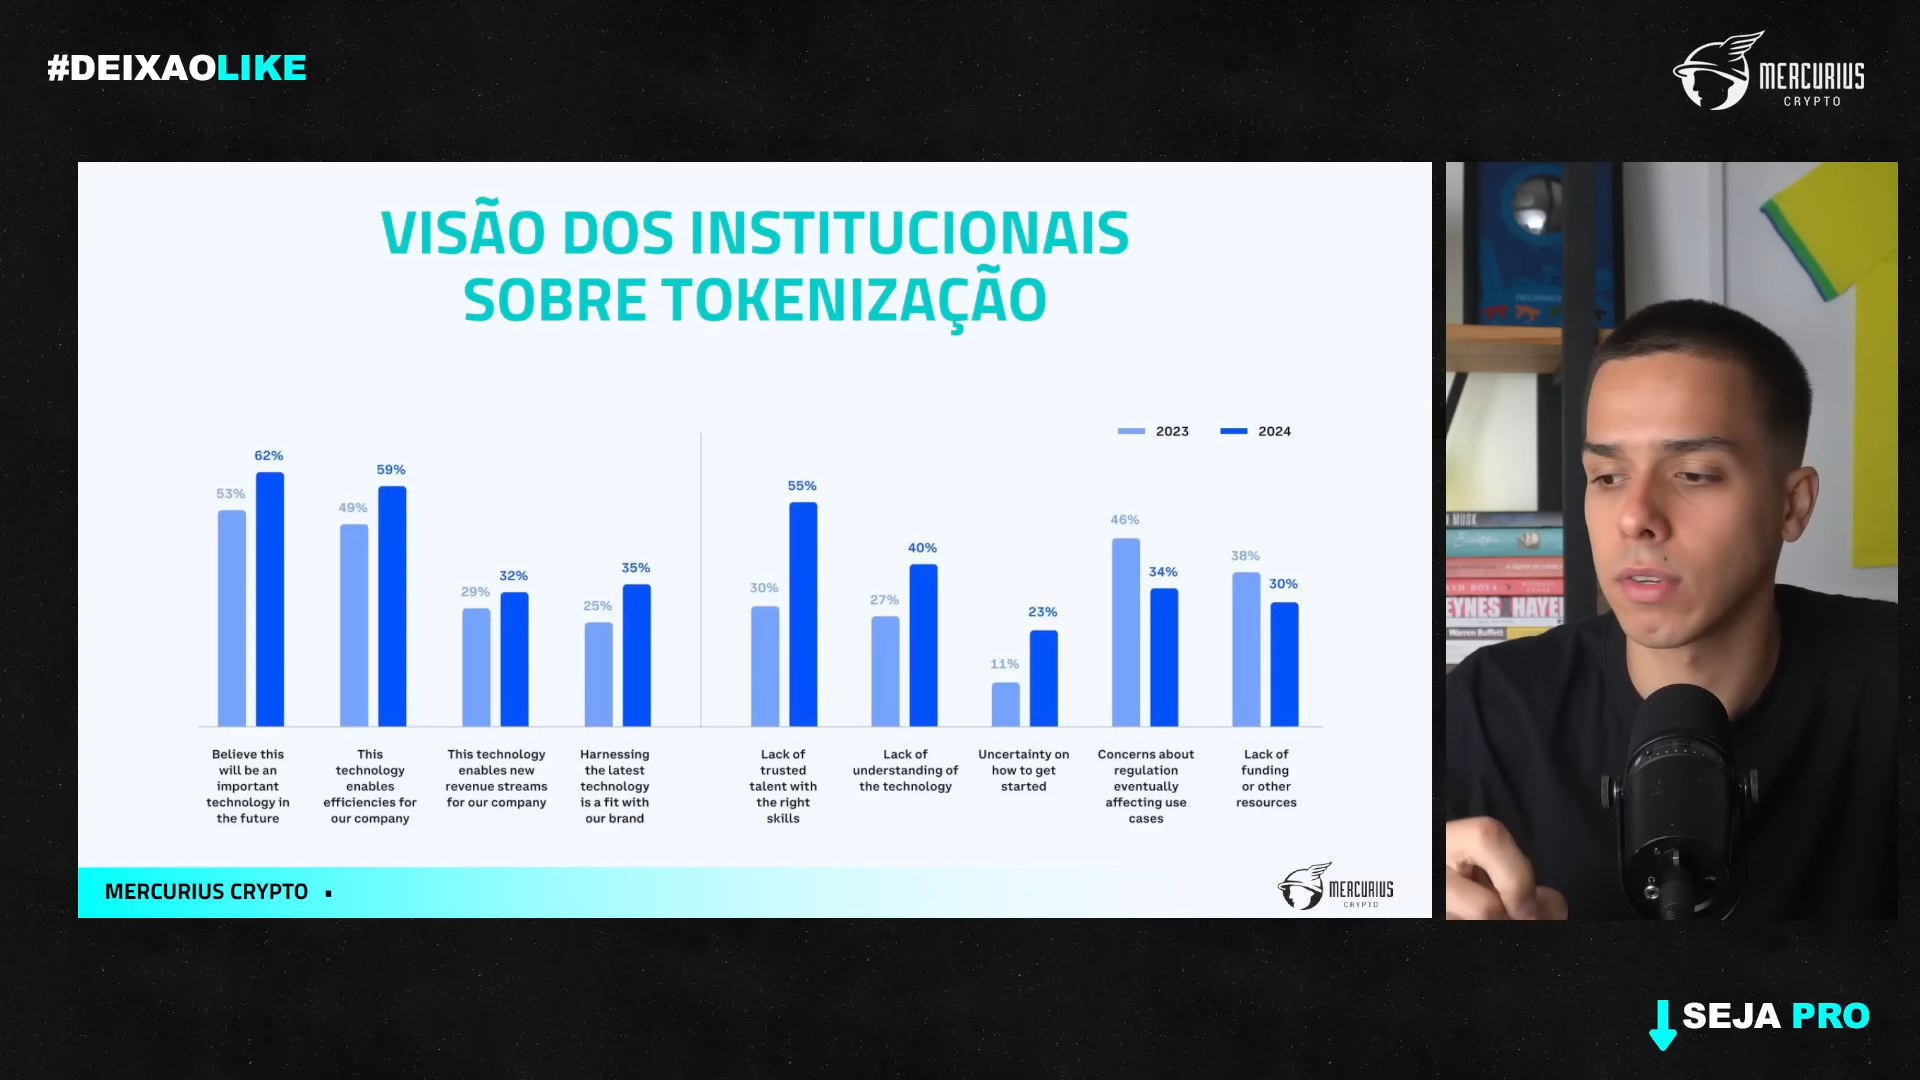 #DEIXAOLIKE
MERCURIUS
CRYPTO
VISÃO DOS INSTITUCIONAIS
SOBRE TOKENIZAÇÃO
2023
2024
53%
62%
49%
59%
29%
32%
25%
35%
30%
55%
27%
40%
11%
23%
46%
34%
38%
30%
Believe this
will be an
important
technology in
the future
This
technology
enables
efficiencies for
our company
This technology
enables new
revenue streams
for our company
Harnessing
the latest
technology
is a fit with
our brand
Lack of
trusted
talent with
the right
skills
Lack of
understanding of
the technology
Uncertainty on
how to get
started
Concerns about
regulation
eventually
affecting use
cases
Lack of
funding
or other
resources
MERCURIUS CRYPTO
MERCURIUS
CRYPTO
MUSK
EYNES HAYE
Warren Buffett
SEJA PRO